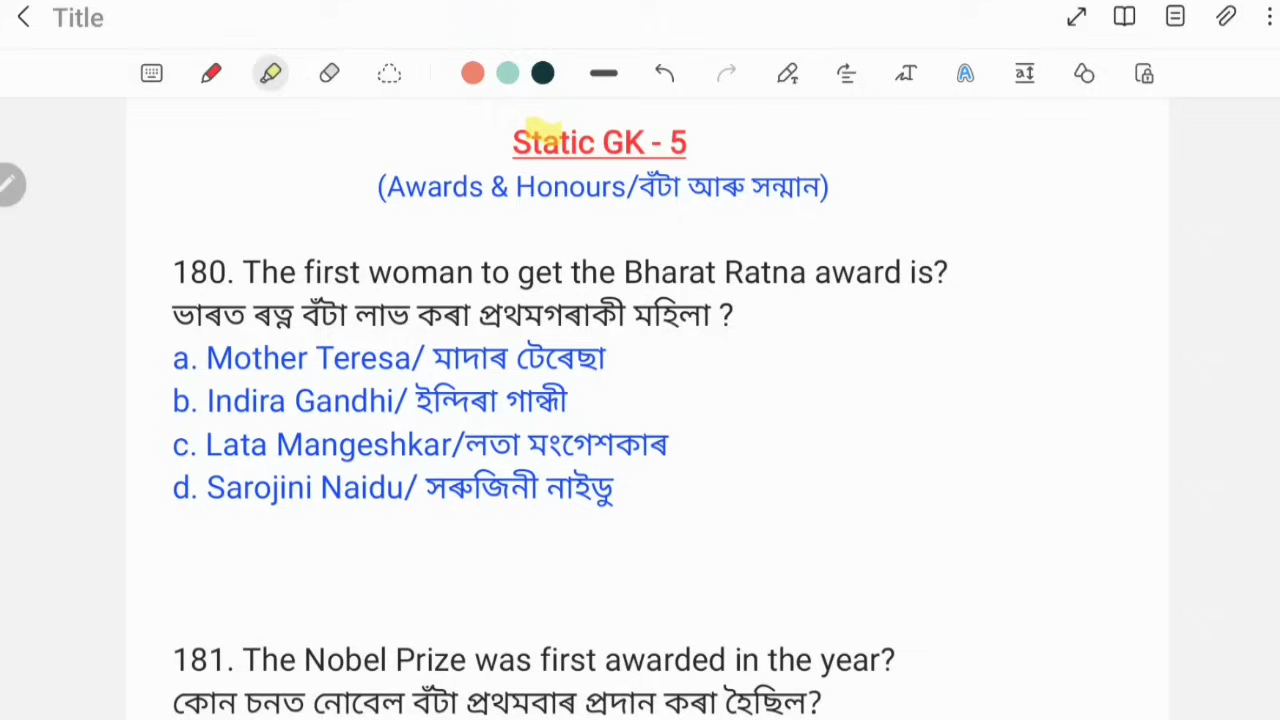 Title
Static GK - 5
(Awards & Honours/বঁটা আৰু সন্মান)
180. The first woman to get the Bharat Ratna award is?
ভাৰত ৰত্ন বঁটা লাভ কৰা প্ৰথমগৰাকী মহিলা ?
a. Mother Teresa/ মাদাৰ টেৰেছা
b. Indira Gandhi/ ইন্দিৰা গান্ধী
c. Lata Mangeshkar/লতা মংগেশকাৰ
d. Sarojini Naidu/ সৰুজিনী নাইডু
181. The Nobel Prize was first awarded in the year?
কোন চনত নোবেল বঁটা প্ৰথমবাৰ প্ৰদান কৰা হৈছিল?